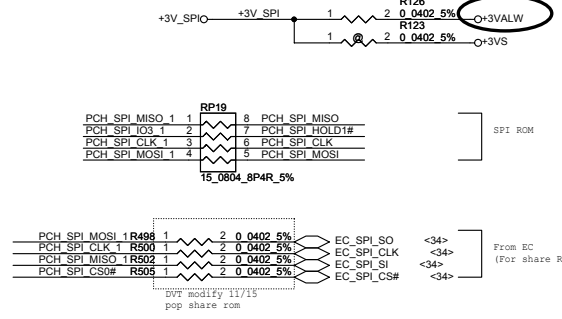 R126
+3V_SPI +3V_SPI 1 2 0_0402_5% +3VALW
R123
1 @ 2 0_0402_5% +3VS
RP19
PCH_SPI_MISO_1 1 8 PCH_SPI_MISO
PCH_SPI_IO3_1 2 7 PCH_SPI_HOLD1#
PCH_SPI_CLK_1 3 6 PCH_SPI_CLK
PCH_SPI_MOSI_1 4 5 PCH_SPI_MOSI
SPI ROM
15_0804_8P4R_5%
PCH_SPI_MOSI_1 R498 1 2 0_0402_5% EC_SPI_SO <34>
PCH_SPI_CLK_1 R500 1 2 0_0402_5% EC_SPI_CLK <34>
PCH_SPI_MISO_1 R502 1 2 0_0402_5% EC_SPI_SI <34>
PCH_SPI_CS0# R505 1 2 0_0402_5% EC_SPI_CS# <34>
From EC
(For share R
DVT modify 11/15
pop share rom